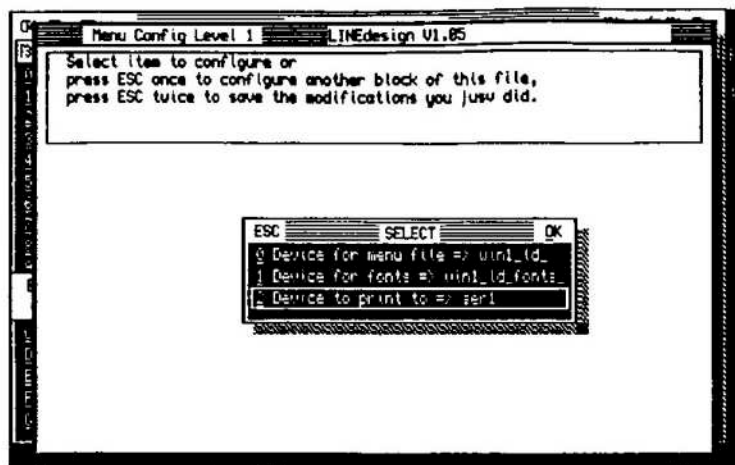 Menu Config Level 1 LINEdesign V1.05
Select item to configure or
press ESC once to configure another block of this file,
press ESC twice to save the modifications you jusv did.
ESC SELECT OK
0 Device for menu file => win1_ld_
1 Device for fonts => win1_ld_fonts_
2 Device to print to => ser1